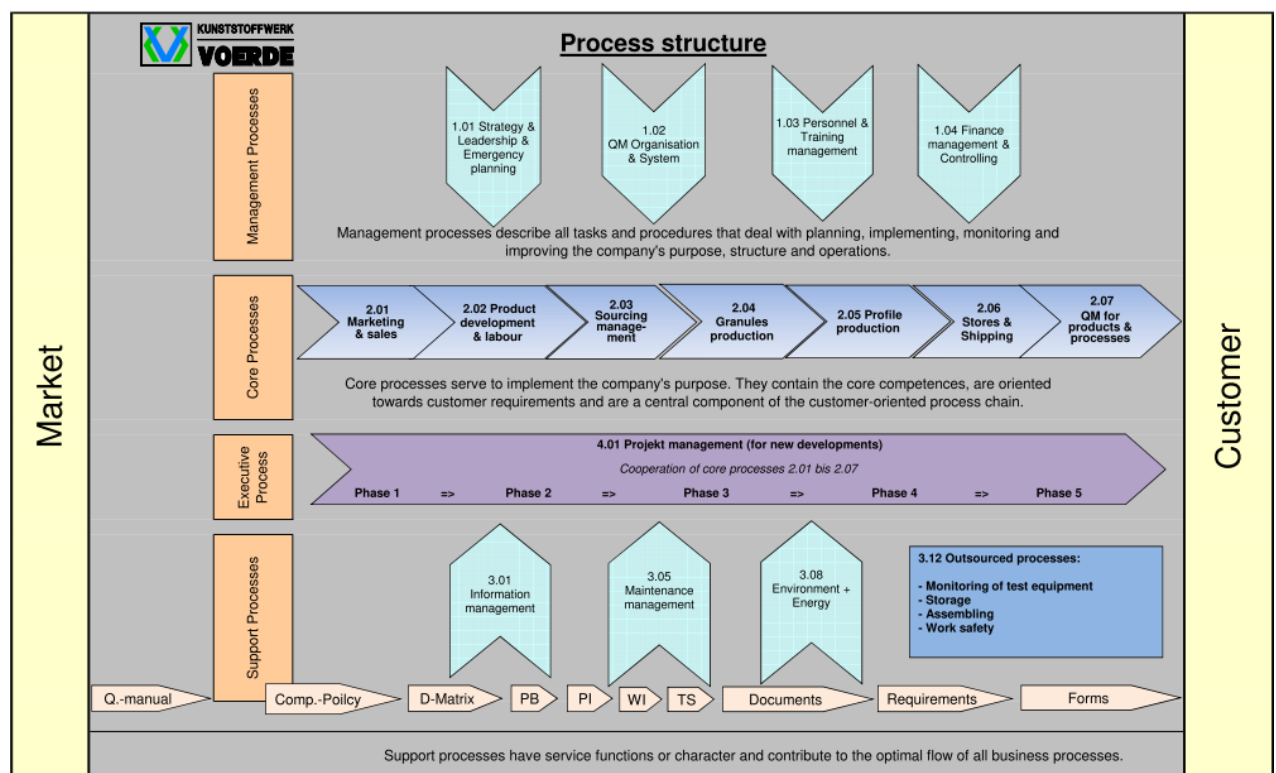 KUNSTSTOFFWERK
VOERDE
Process structure
Market
Customer
Management Processes
1.01 Strategy &
Leadership &
Emergency
planning
1.02
QM Organisation
& System
1.03 Personnel &
Training
management
1.04 Finance
management &
Controlling
Management processes describe all tasks and procedures that deal with planning, implementing, monitoring and
improving the company's purpose, structure and operations.
Core Processes
2.01
Marketing
& sales
2.02 Product
development
& labour
2.03
Sourcing
manage-
ment
2.04
Granules
production
2.05 Profile
production
2.06
Stores &
Shipping
2.07
QM for
products &
processes
Core processes serve to implement the company's purpose. They contain the core competences, are oriented
towards customer requirements and are a central component of the customer-oriented process chain.
Executive
Process
4.01 Projekt management (for new developments)
Cooperation of core processes 2.01 bis 2.07
Phase 1 => Phase 2 => Phase 3 => Phase 4 => Phase 5
Support Processes
3.01
Information
management
3.05
Maintenance
management
3.08
Environment +
Energy
3.12 Outsourced processes:
- Monitoring of test equipment
- Storage
- Assembling
- Work safety
Q.-manual
Comp.-Poilcy
D-Matrix
PB
PI
WI
TS
Documents
Requirements
Forms
Support processes have service functions or character and contribute to the optimal flow of all business processes.